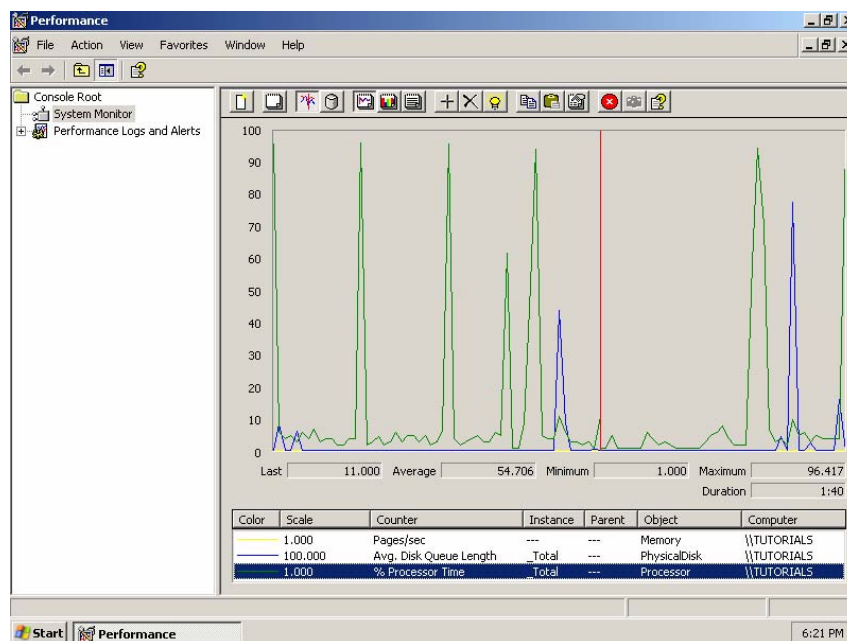 Performance
File Action View Favorites Window Help
Console Root
System Monitor
Performance Logs and Alerts
100
90
80
70
60
50
40
30
20
10
0
Last 11.000 Average 54.706 Minimum 1.000 Maximum 96.417
Duration 1:40
Color Scale Counter Instance Parent Object Computer
1.000 Pages/sec --- --- Memory \\TUTORIALS
100.000 Avg. Disk Queue Length _Total --- PhysicalDisk \\TUTORIALS
1.000 % Processor Time _Total --- Processor \\TUTORIALS
Start Performance 6:21 PM